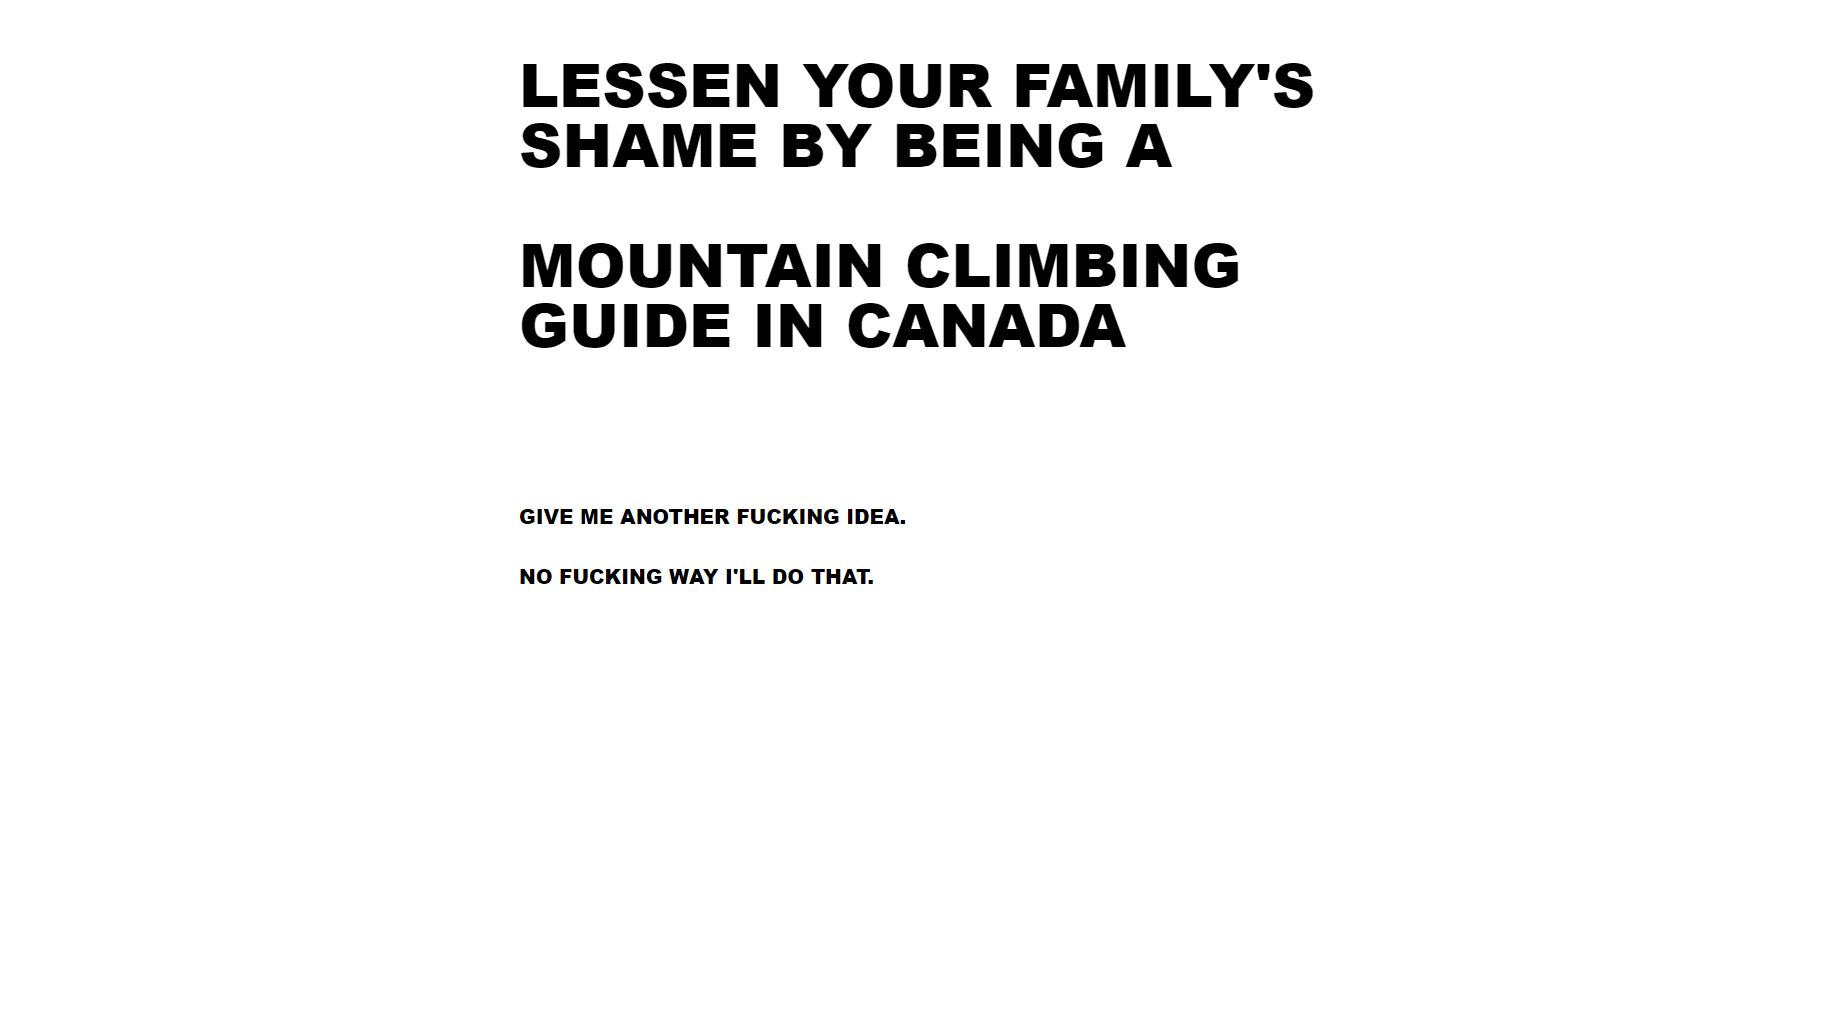 LESSEN YOUR FAMILY'S
SHAME BY BEING A
MOUNTAIN CLIMBING
GUIDE IN CANADA
GIVE ME ANOTHER FUCKING IDEA.
NO FUCKING WAY I'LL DO THAT.